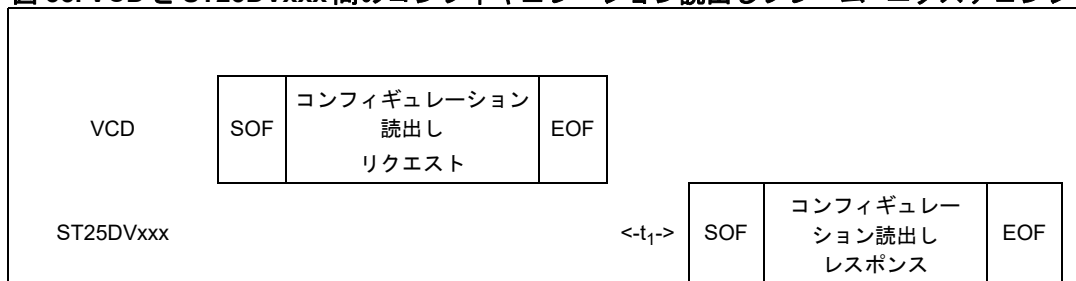 VCD
SOF
コンフィギュレーション
読出し
リクエスト
EOF
ST25DVxxx
<-t1->
SOF
コンフィギュレー
ション読出し
レスポンス
EOF